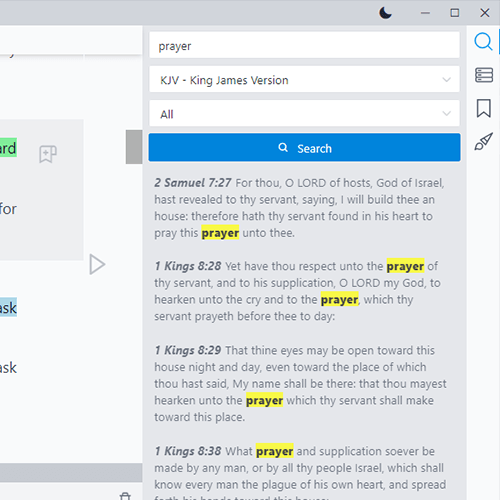 prayer
KJV - King James Version
All
Search
2 Samuel 7:27 For thou, O LORD of hosts, God of Israel,
hast revealed to thy servant, saying, I will build thee an
house: therefore hath thy servant found in his heart to
pray this prayer unto thee.
1 Kings 8:28 Yet have thou respect unto the prayer of
thy servant, and to his supplication, O LORD my God, to
hearken unto the cry and to the prayer, which thy
servant prayeth before thee to day:
1 Kings 8:29 That thine eyes may be open toward this
house night and day, even toward the place of which
thou hast said, My name shall be there: that thou mayest
hearken unto the prayer which thy servant shall make
toward this place.
1 Kings 8:38 What prayer and supplication soever be
made by any man, or by all thy people Israel, which shall
know every man the plague of his own heart, and spread
forth his hands toward this house:
ard
for
ask
ask